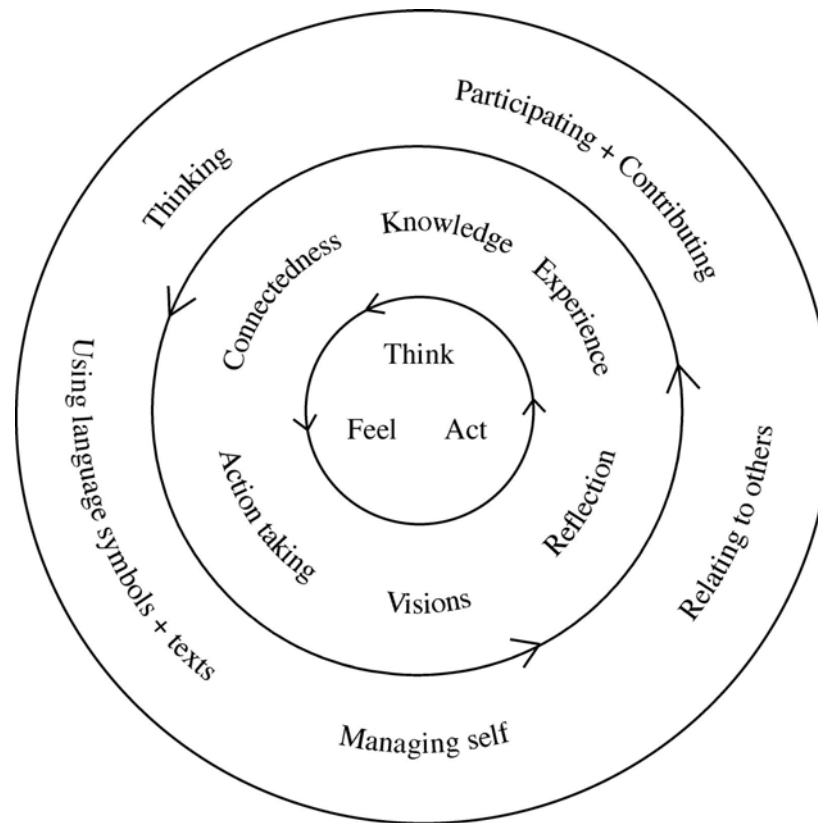 Participating + Contributing
Thinking
Knowledge
Connectedness
Experience
Think
Feel
Act
Using language symbols + texts
Action taking
Reflection
Relating to others
Visions
Managing self